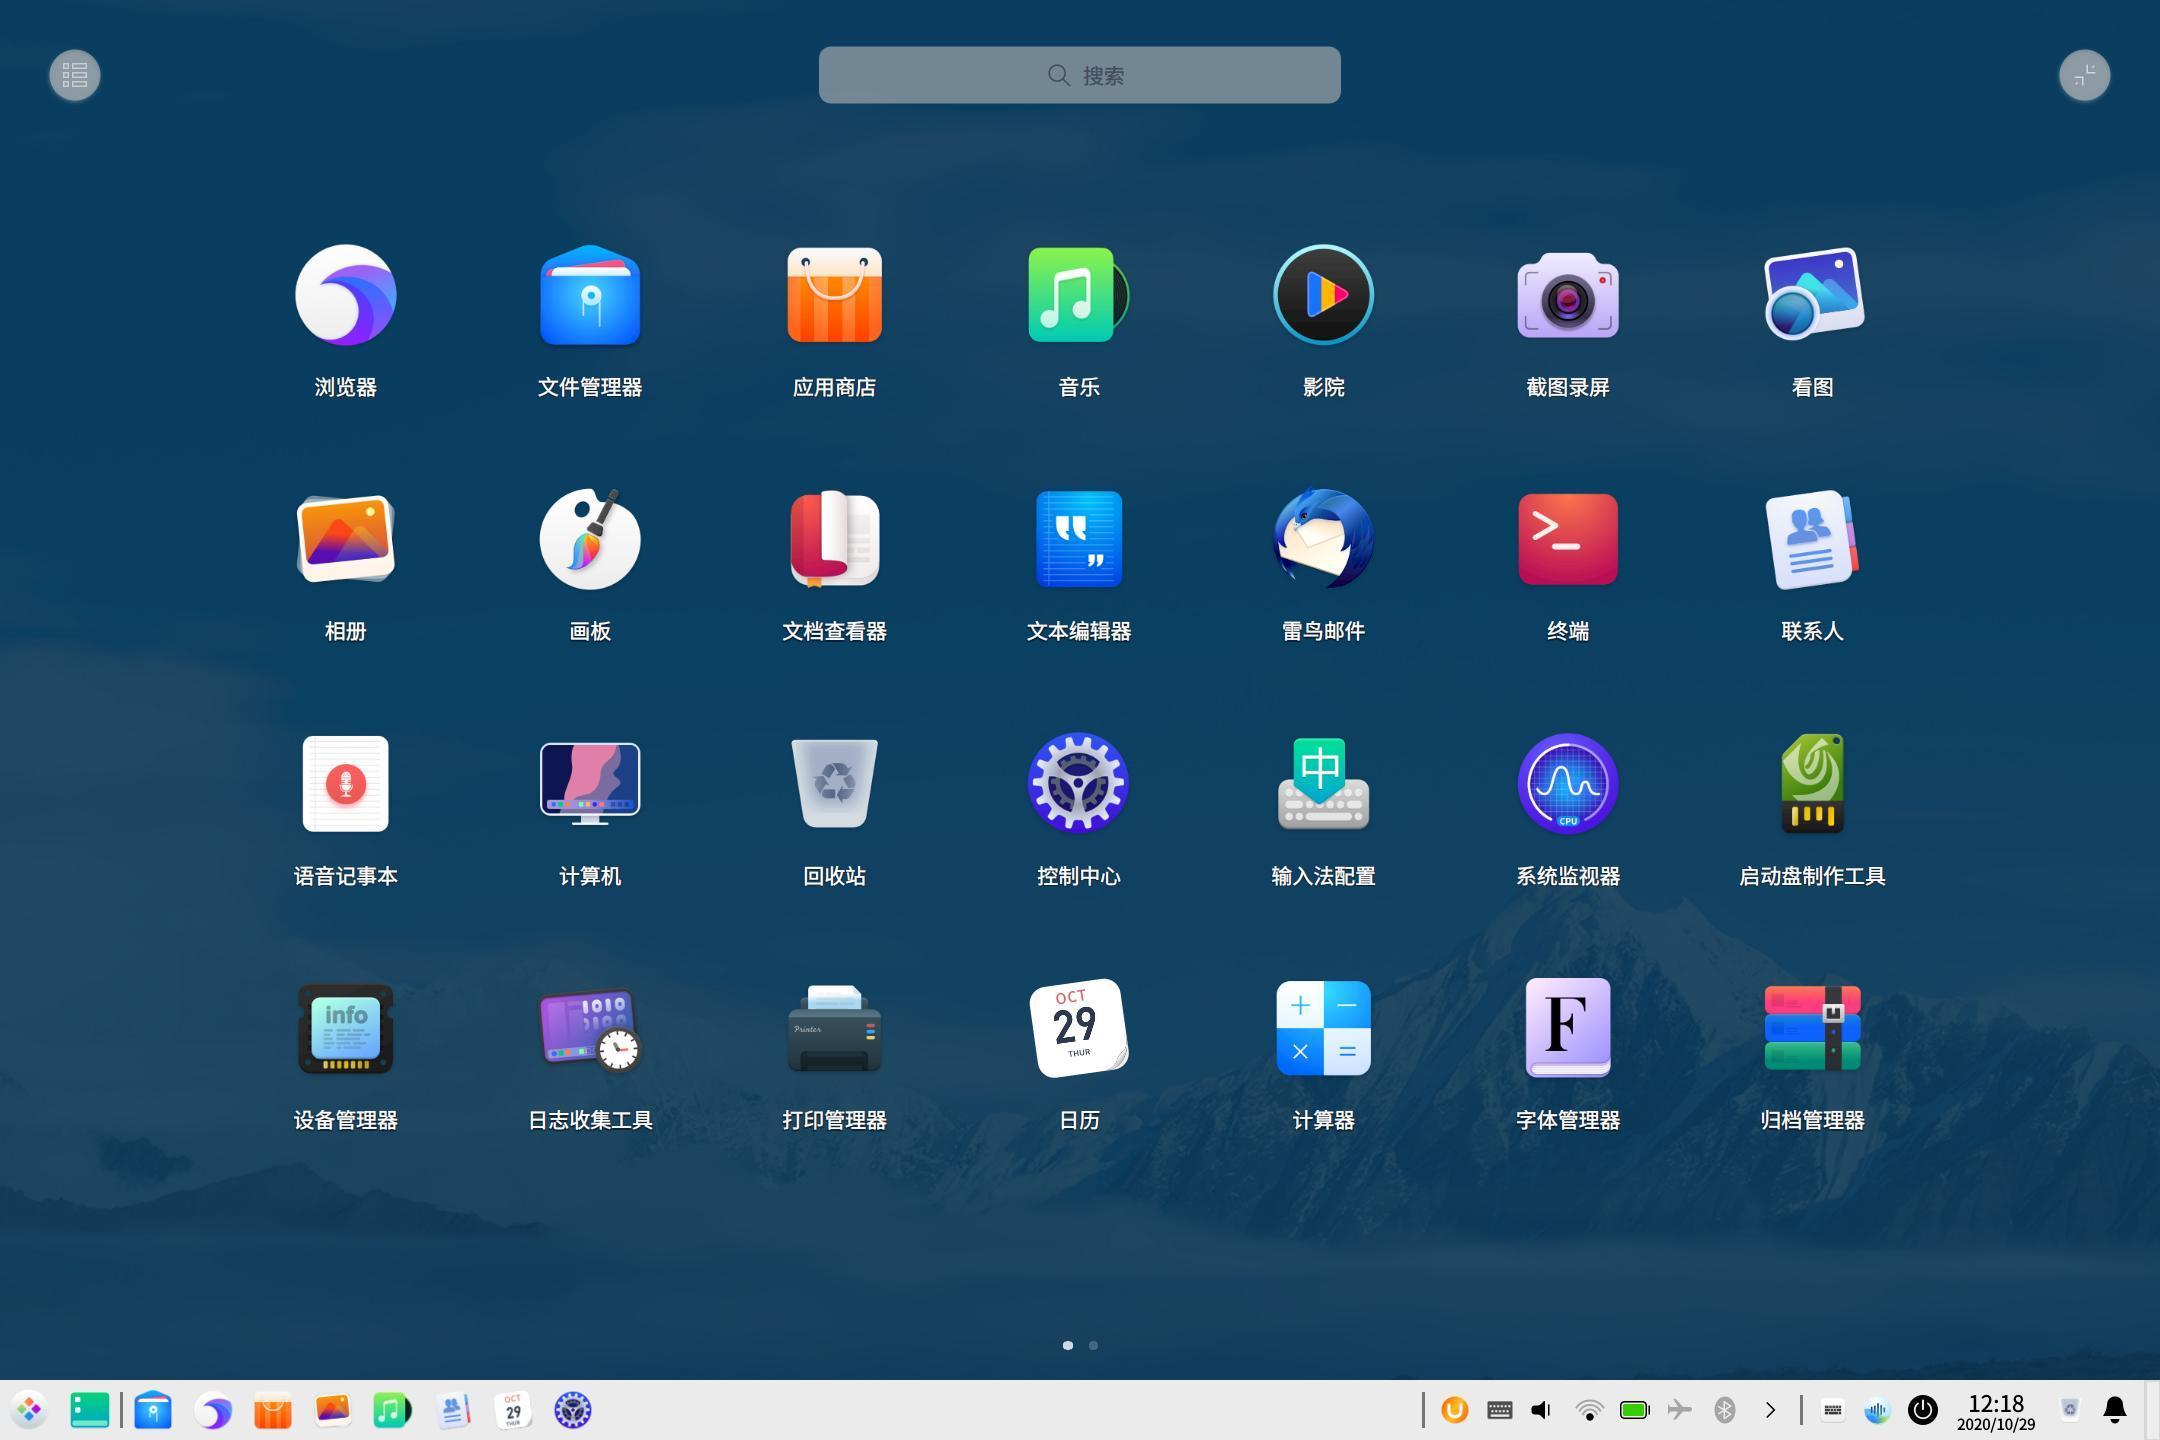 搜索
浏览器
文件管理器
应用商店
音乐
影院
截图录屏
看图
相册
画板
文档查看器
文本编辑器
雷鸟邮件
终端
联系人
CPU
语音记事本
计算机
回收站
控制中心
中
输入法配置
系统监视器
启动盘制作工具
info
1010
Printer
OCT
29
THUR
F
设备管理器
日志收集工具
打印管理器
日历
计算器
字体管理器
归档管理器
OCT
29
THUR
12:18
2020/10/29